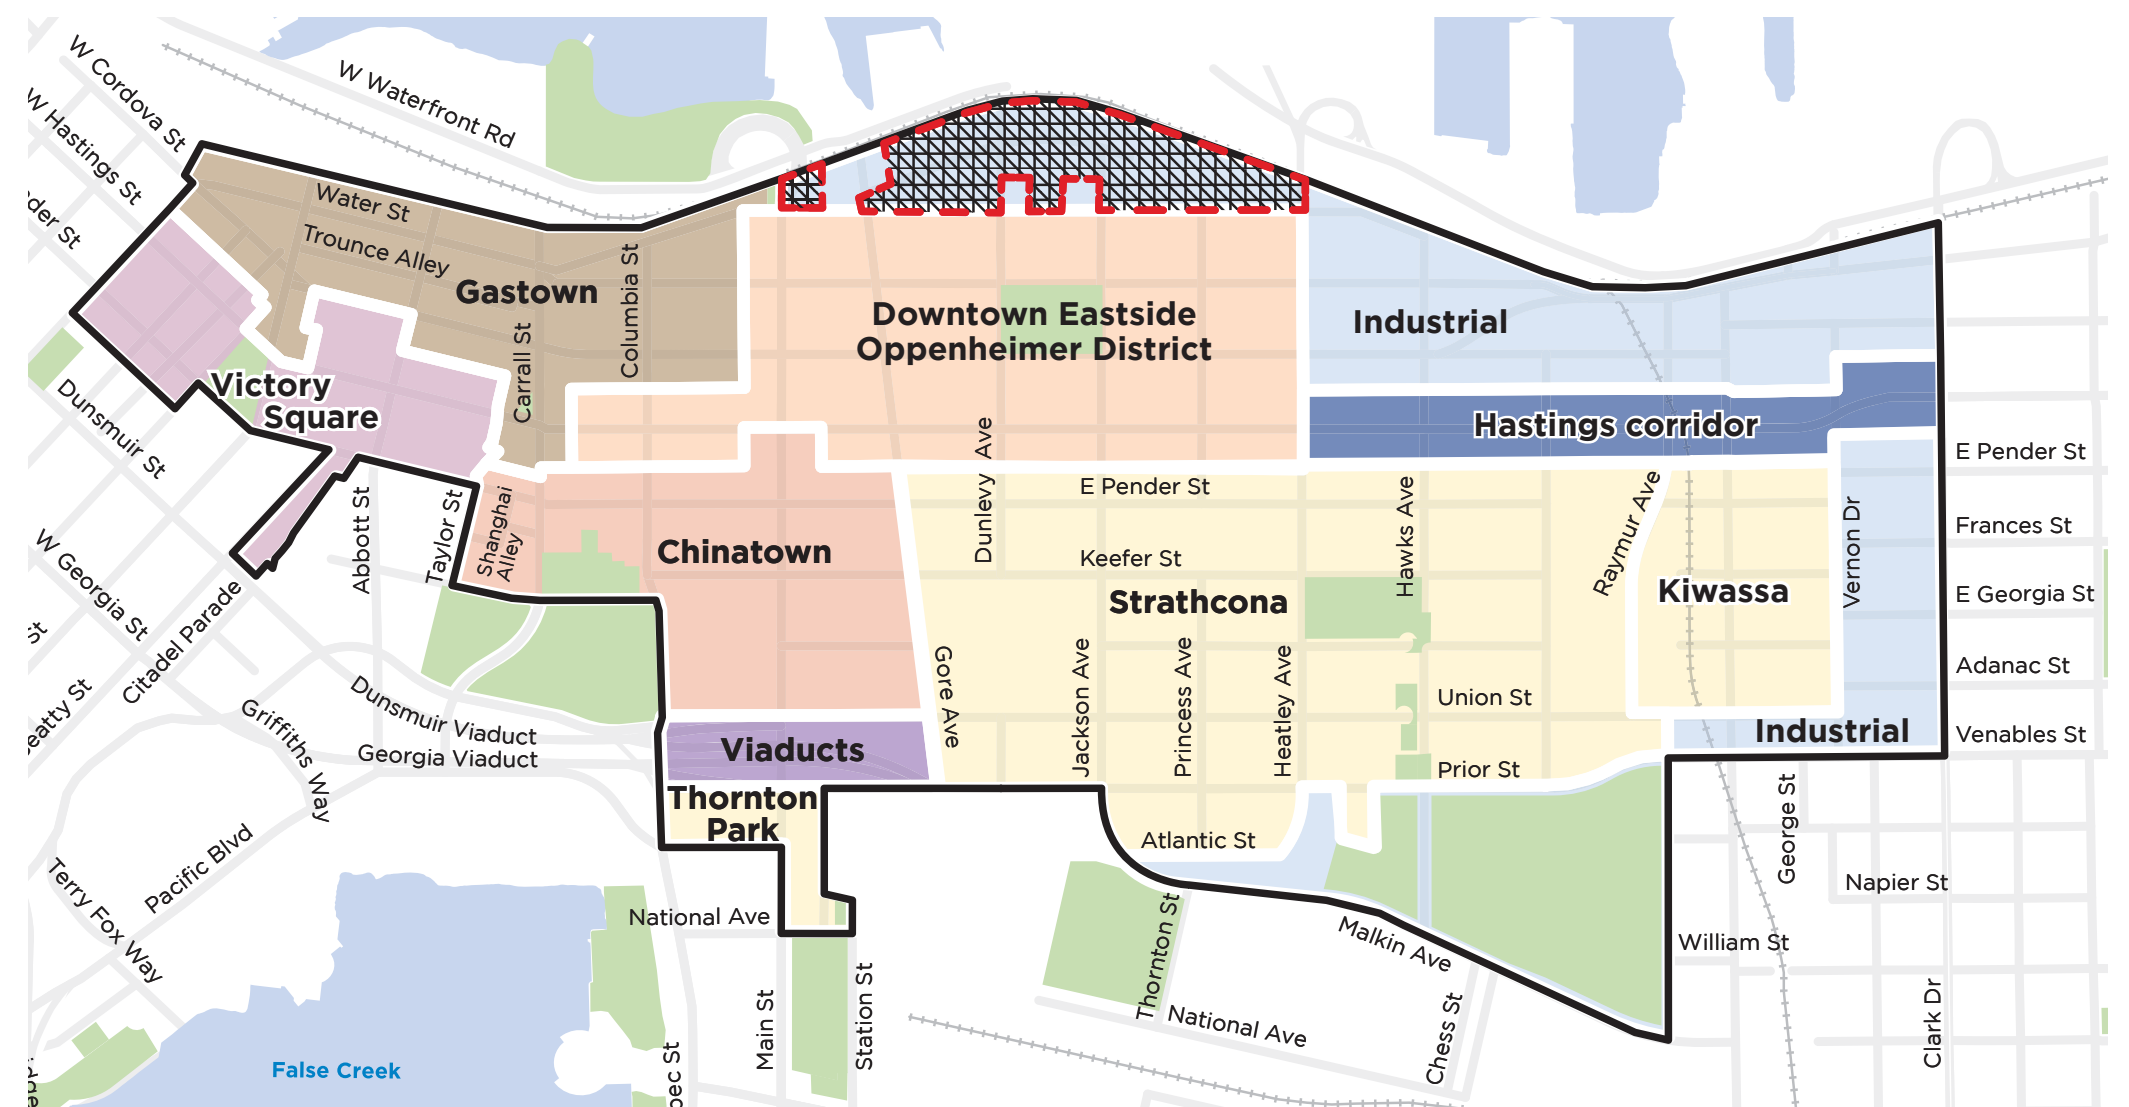 W Cordova St
W Waterfront Rd
W Hastings St
Water St
Trounce Alley
Gastown
Columbia St
Carrall St
Downtown Eastside
Oppenheimer District
Industrial
Victory
Square
Hastings corridor
Dunsmuir St
E Pender St
Dunlevy Ave
E Pender St
Hawks Ave
Raymur Ave
Vernon Dr
Abbott St
Taylor St
Shanghai
Alley
Chinatown
Keefer St
Frances St
W Georgia St
Strathcona
Kiwassa
E Georgia St
Citadel Parade
Gore Ave
Jackson Ave
Princess Ave
Heatley Ave
Adanac St
Union St
Griffiths Way
Dunsmuir Viaduct
Georgia Viaduct
Viaducts
Industrial
Venables St
Prior St
Thornton
Park
Atlantic St
George St
Pacific Blvd
Terry Fox Way
National Ave
Napier St
Thornton St
Malkin Ave
William St
Main St
Station St
National Ave
Chess St
Clark Dr
False Creek
St